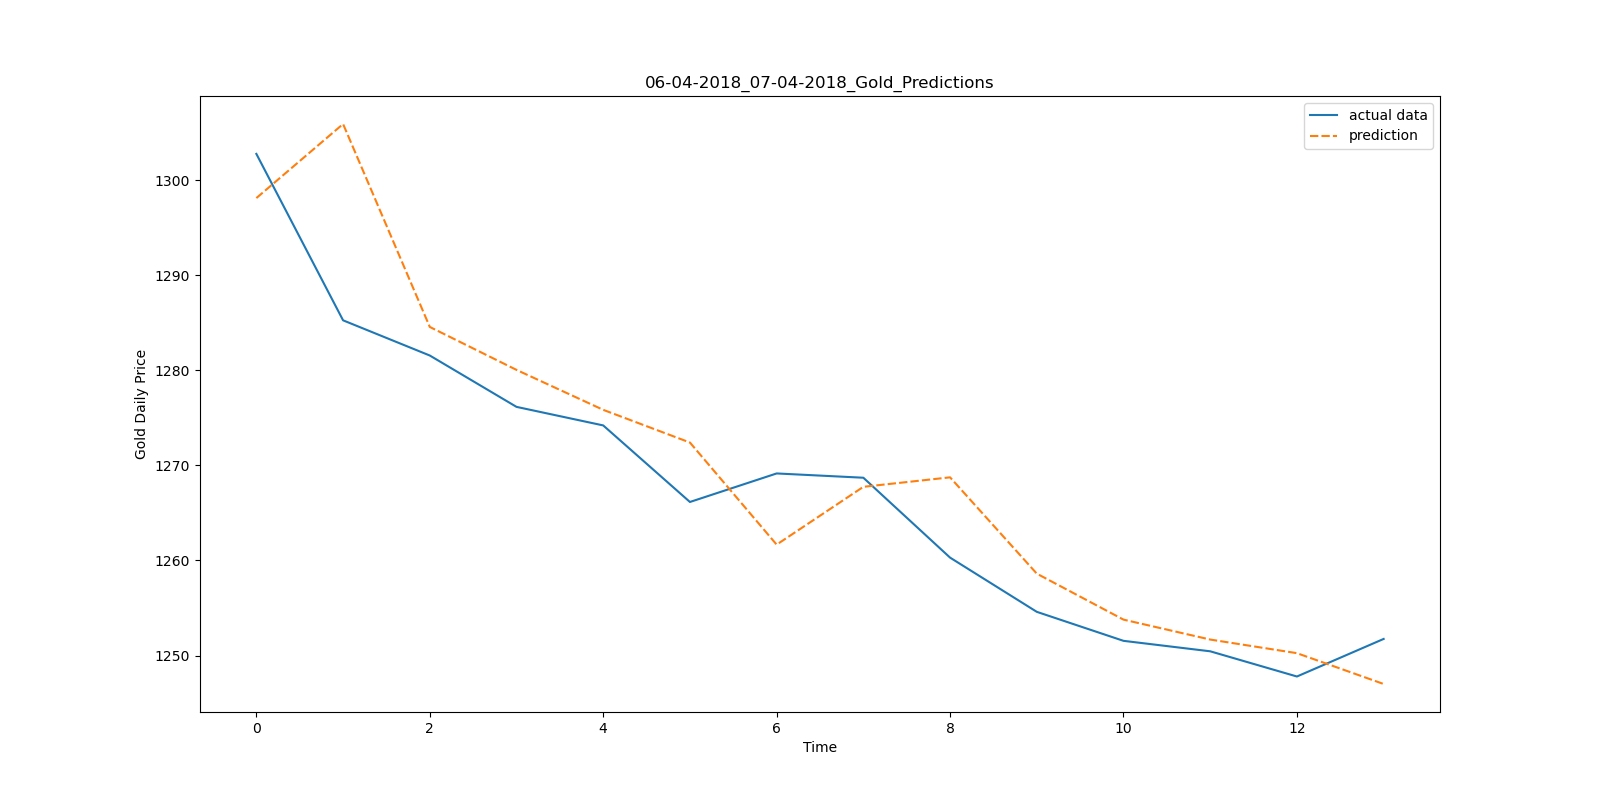 06-04-2018_07-04-2018_Gold_Predictions
actual data
prediction
1300
1290
1280
1270
1260
1250
Gold Daily Price
0 2 4 6 8 10 12
Time